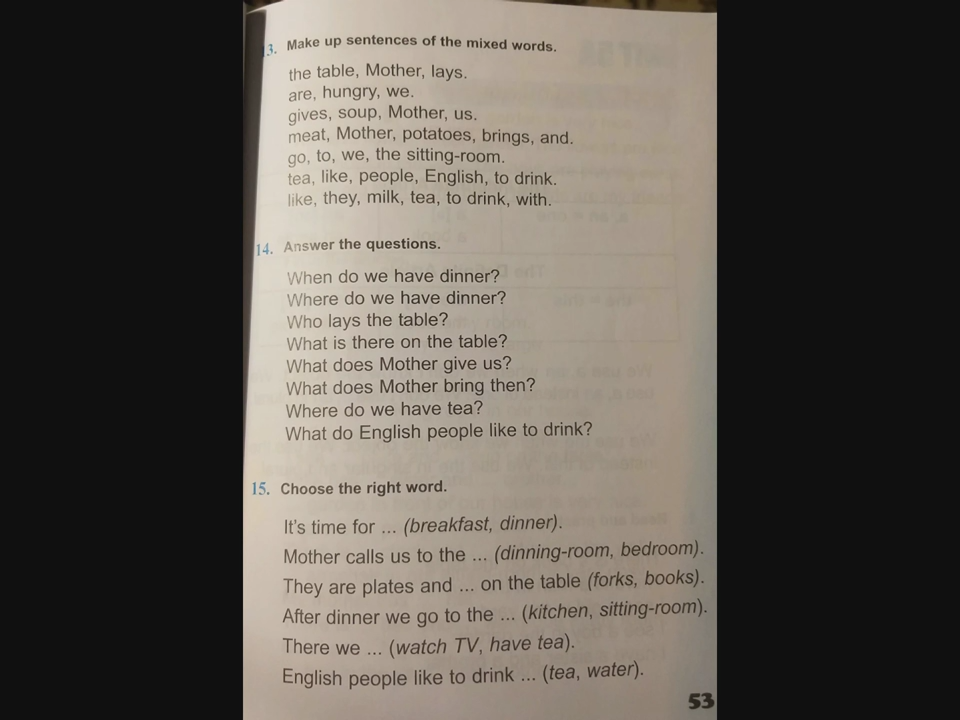 13. Make up sentences of the mixed words.
the table, Mother, lays.
are, hungry, we.
gives, soup, Mother, us.
meat, Mother, potatoes, brings, and.
go, to, we, the sitting-room.
tea, like, people, English, to drink.
like, they, milk, tea, to drink, with.
14. Answer the questions.
When do we have dinner?
Where do we have dinner?
Who lays the table?
What is there on the table?
What does Mother give us?
What does Mother bring then?
Where do we have tea?
What do English people like to drink?
15. Choose the right word.
It's time for ... (breakfast, dinner).
Mother calls us to the ... (dinning-room, bedroom).
They are plates and ... on the table (forks, books).
After dinner we go to the ... (kitchen, sitting-room).
There we ... (watch TV, have tea).
English people like to drink ... (tea, water).
53